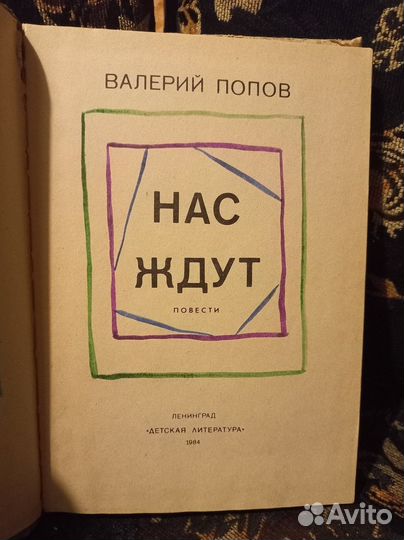 ВАЛЕРИЙ ПОПОВ
НАС
ЖДУТ
ПОВЕСТИ
ЛЕНИНГРАД
«ДЕТСКАЯ ЛИТЕРАТУРА»
1984
Avito